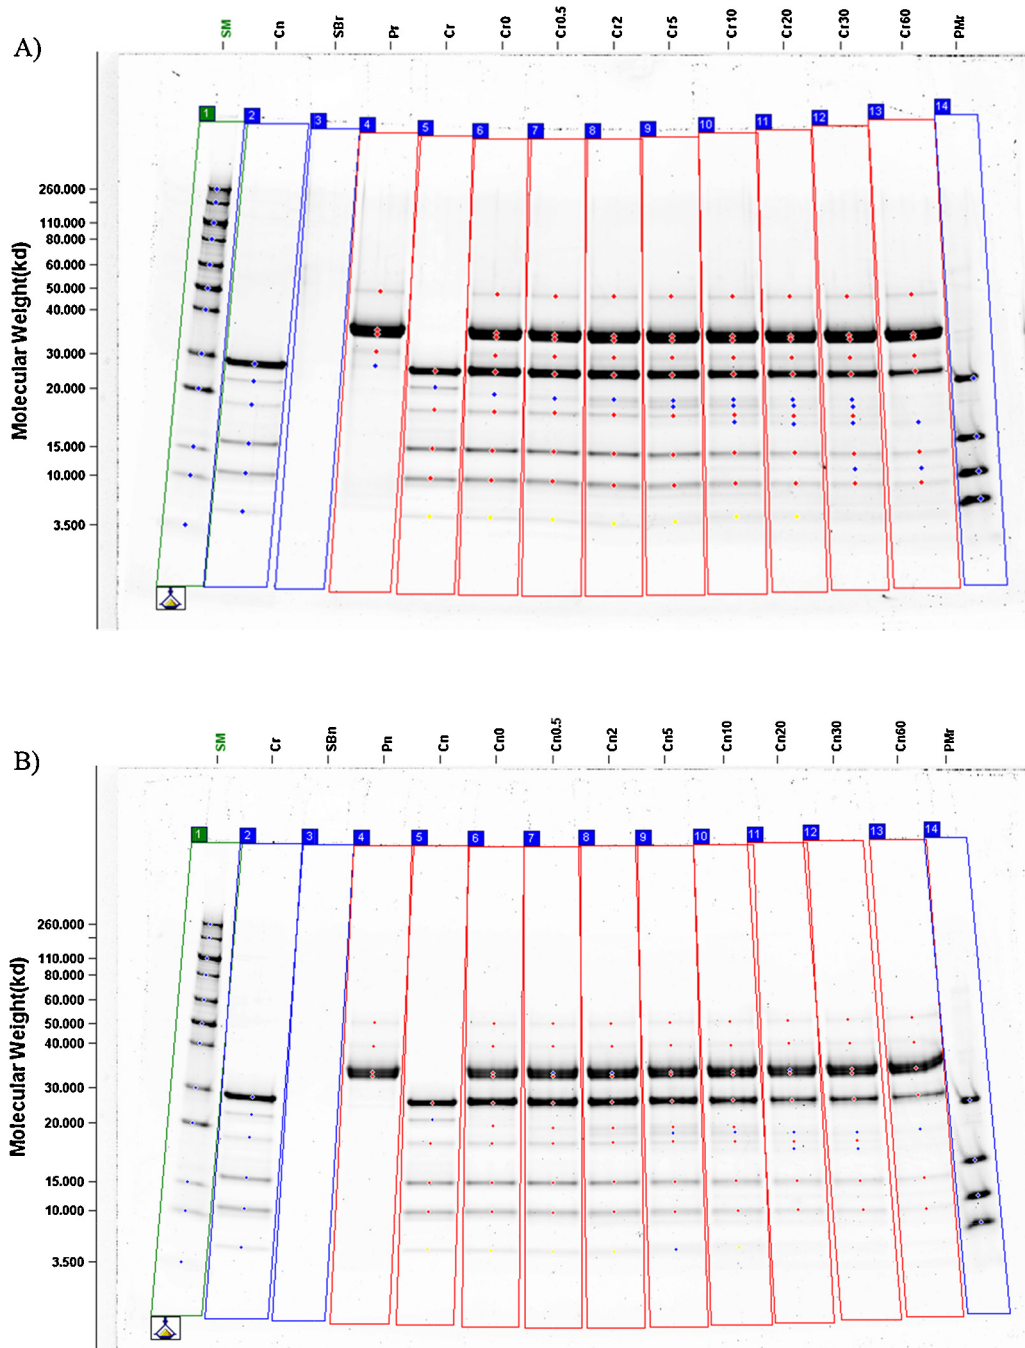 A)
SM Cn SBr Pr Cr Cr0 Cr0.5 Cr2 Cr5 Cr10 Cr20 Cr30 Cr60 PMr
1 2 3 4 5 6 7 8 9 10 11 12 13 14
Molecular Weight(kd)
260.000
110.000
80.000
60.000
50.000
40.000
30.000
20.000
15.000
10.000
3.500
B)
SM Cr SBn Pn Cn Cn0 Cn0.5 Cn2 Cn5 Cn10 Cn20 Cn30 Cn60 PMr
1 2 3 4 5 6 7 8 9 10 11 12 13 14
Molecular Weight(kd)
260.000
110.000
80.000
60.000
50.000
40.000
30.000
20.000
15.000
10.000
3.500